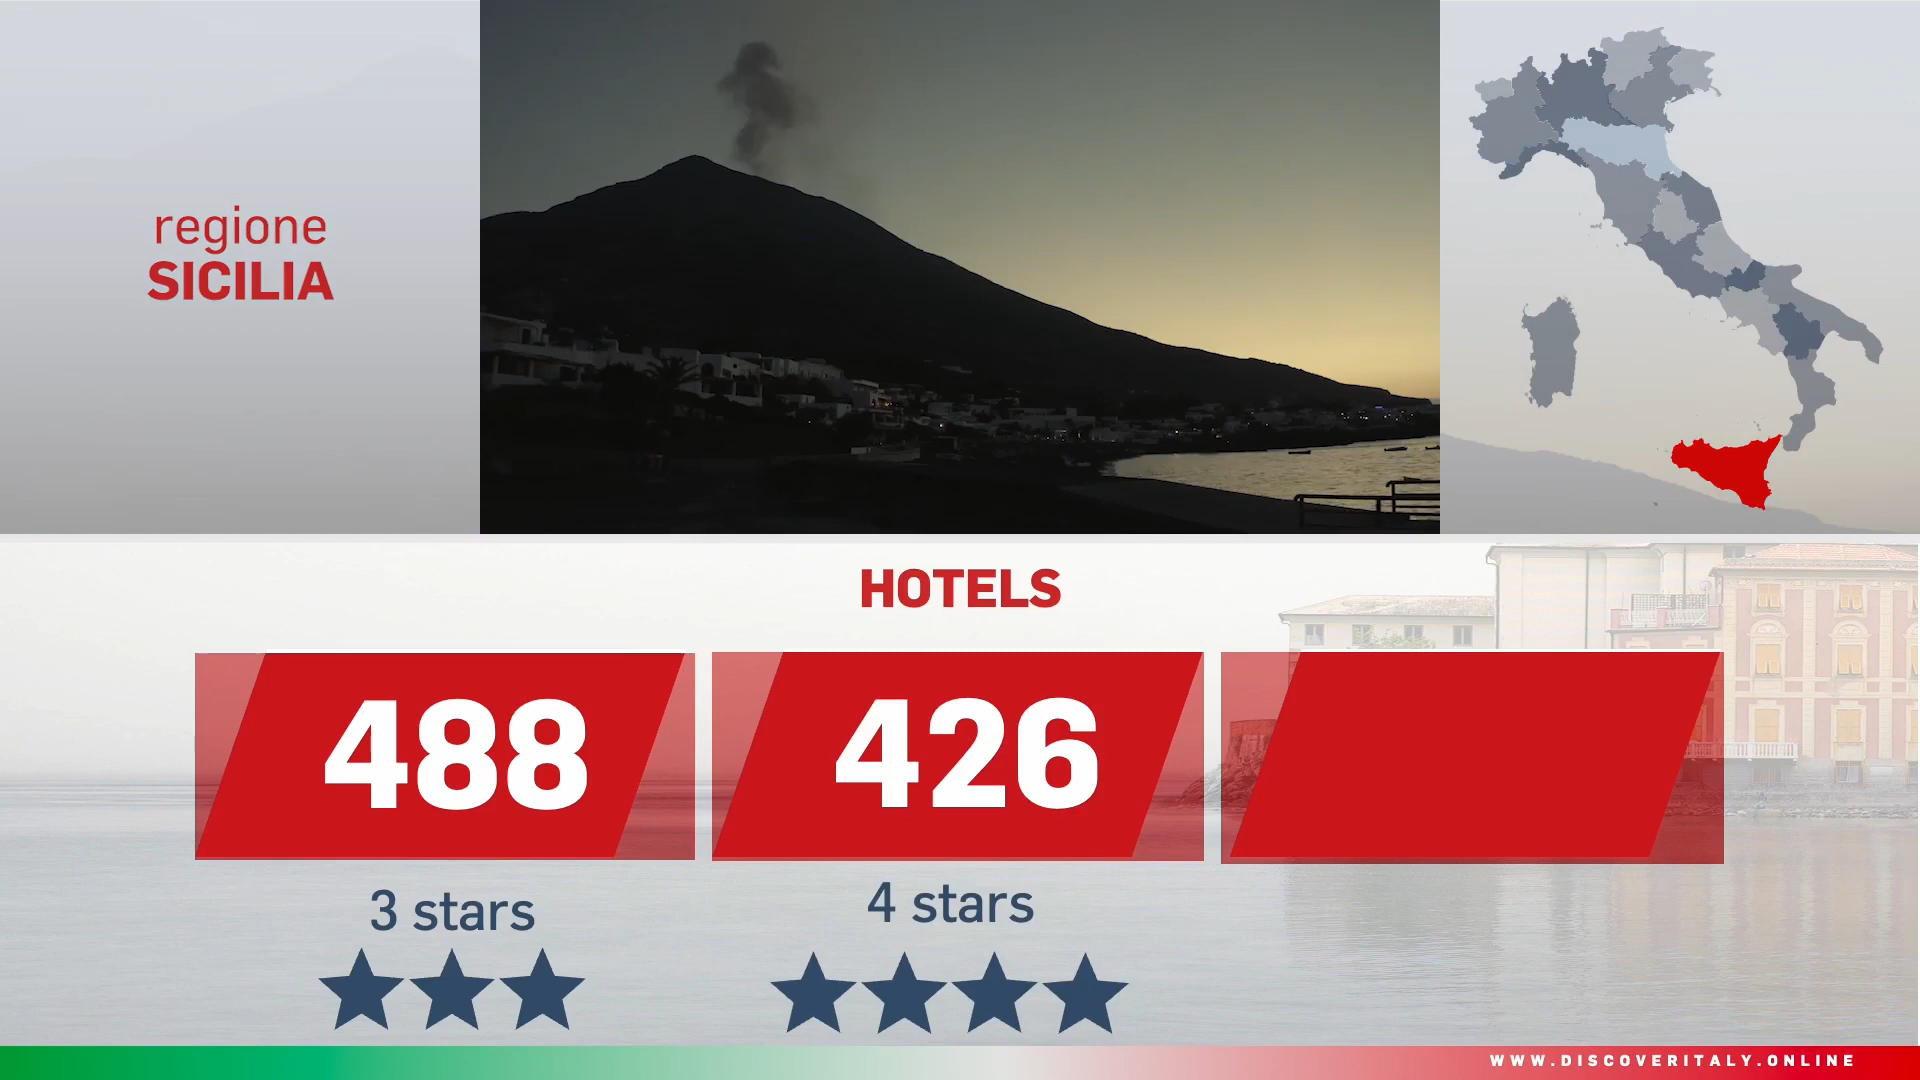 regione
SICILIA
HOTELS
488
426
3 stars
4 stars
WWW.DISCOVERITALY.ONLINE